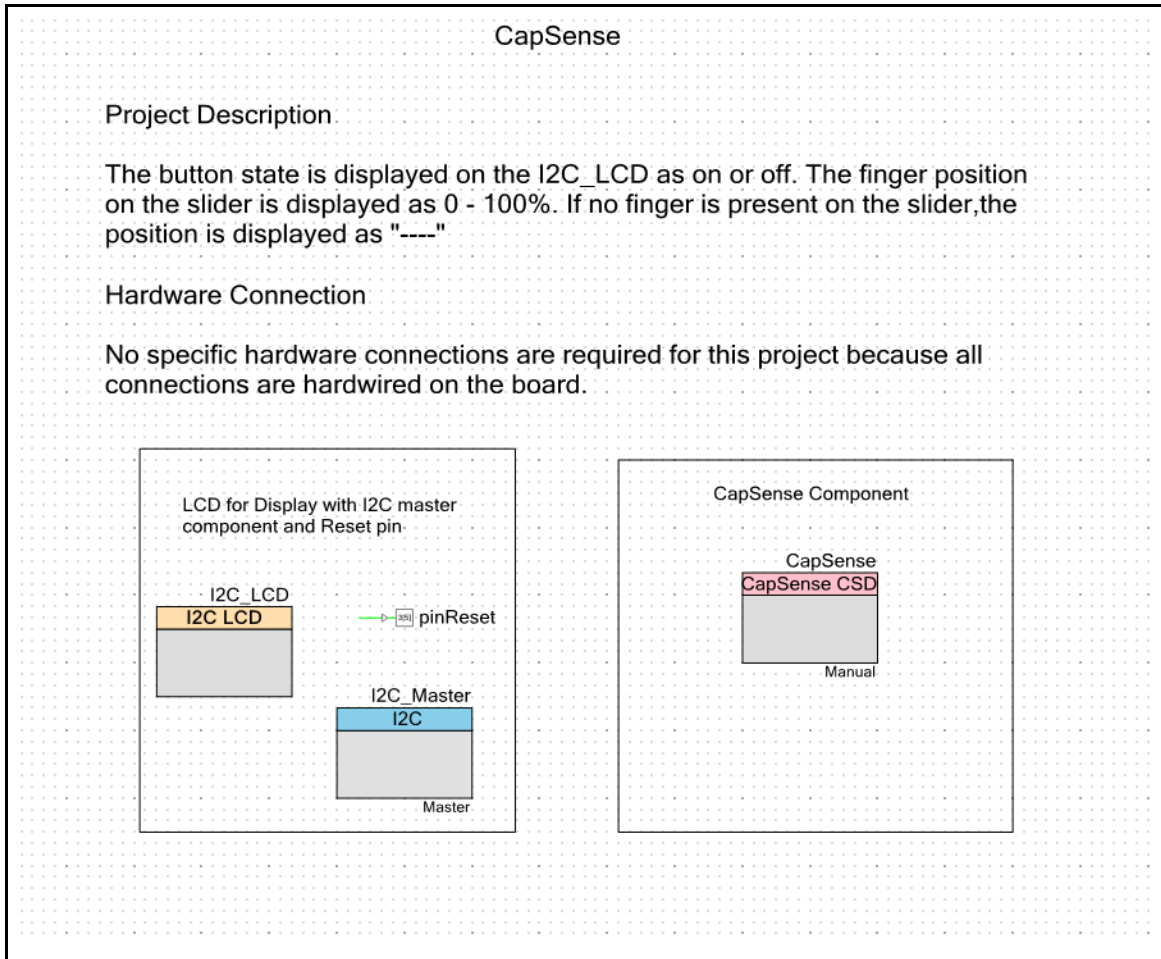 CapSense
Project Description
The button state is displayed on the I2C_LCD as on or off. The finger position
on the slider is displayed as 0 - 100%. If no finger is present on the slider,the
position is displayed as "----"
Hardware Connection
No specific hardware connections are required for this project because all
connections are hardwired on the board.
LCD for Display with I2C master
component and Reset pin
I2C_LCD
I2C LCD
pinReset
I2C_Master
I2C
Master
CapSense Component
CapSense
CapSense CSD
Manual